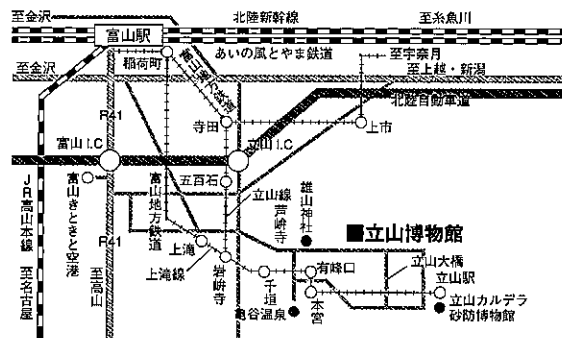 至金沢
北陸新幹線
至糸魚川
富山駅
あいの風とやま鉄道
至宇奈月
稲荷町
富山地方鉄道
至金沢
至上越・新潟
北陸自動車道
R41
寺田
上市
富山I.C
立山I.C
五百石
富山きときと空港
富山地方鉄道
立山線
雄山神社
芦峅寺
■立山博物館
JR高山本線
R41
上滝
有峰口
立山大橋
立山駅
上滝線
岩峅寺
千垣
本宮
至名古屋
至高山
亀谷温泉
立山カルデラ
砂防博物館